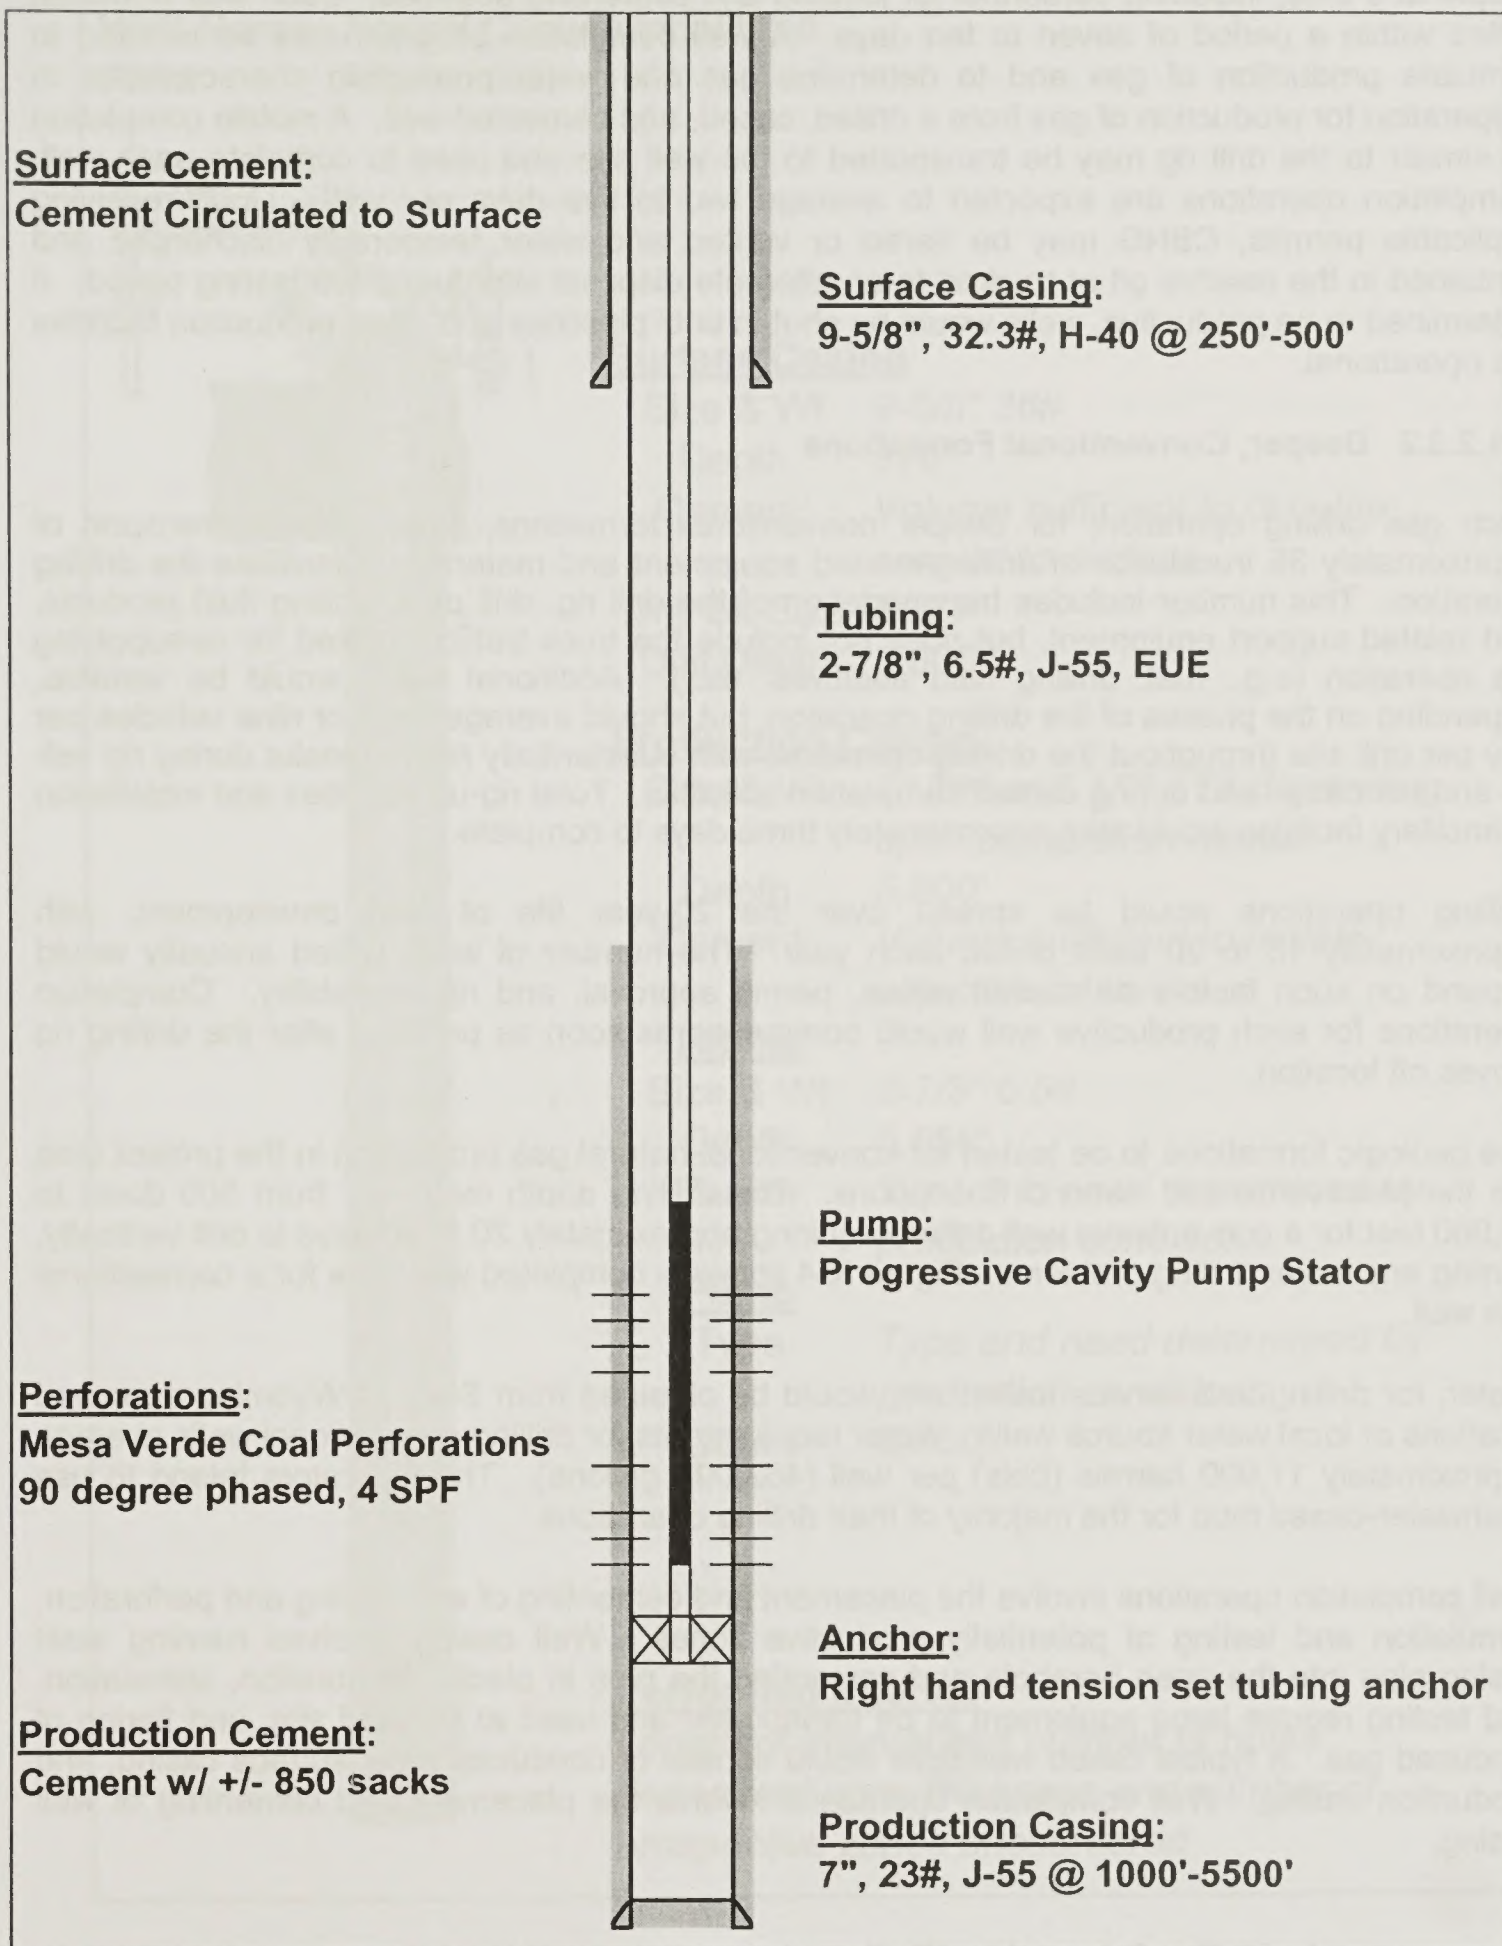 Surface Cement:
Cement Circulated to Surface
Surface Casing:
9-5/8", 32.3#, H-40 @ 250'-500'
Tubing:
2-7/8", 6.5#, J-55, EUE
Pump:
Progressive Cavity Pump Stator
Perforations:
Mesa Verde Coal Perforations
90 degree phased, 4 SPF
Anchor:
Right hand tension set tubing anchor
Production Cement:
Cement w/ +/- 850 sacks
Production Casing:
7", 23#, J-55 @ 1000'-5500'